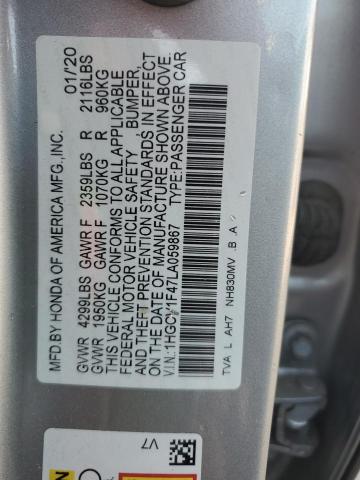 MFD.BY HONDA OF AMERICA MFG.,INC. 01/20
GVWR 4299LBS GAWR F 2359LBS R 2116LBS
GVWR 1950KG GAWR F 1070KG R 960KG
THIS VEHICLE CONFORMS TO ALL APPLICABLE
FEDERAL MOTOR VEHICLE SAFETY, BUMPER,
AND THEFT PREVENTION STANDARDS IN EFFECT
ON THE DATE OF MANUFACTURE SHOWN ABOVE.
V.I.N.: TYPE:PASSENGER CAR
TVA L AH7 NH830MV B A
V7